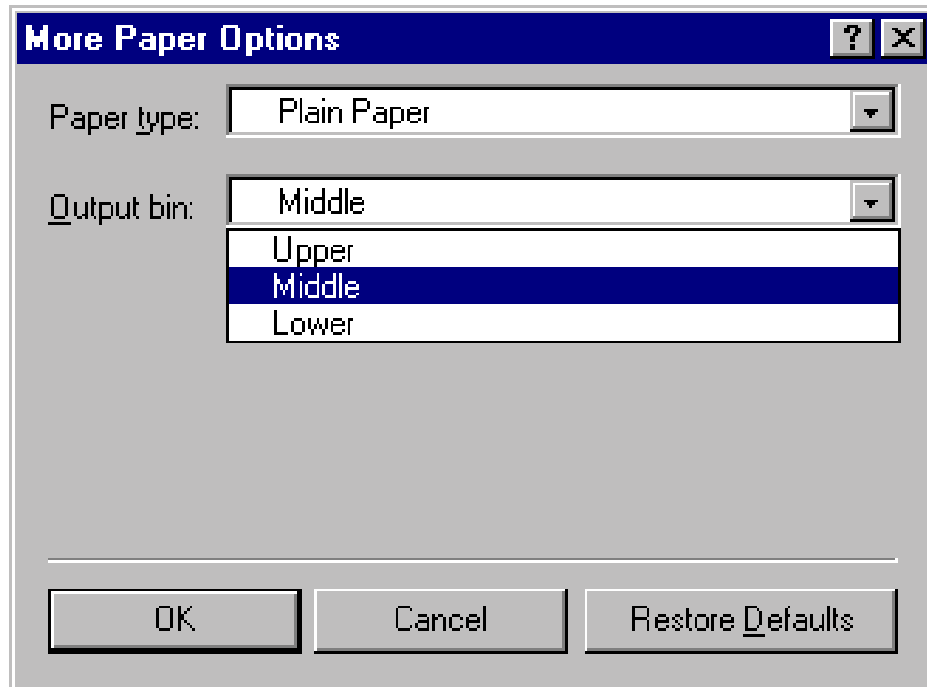 More Paper Options ?
Paper type: Plain Paper
Output bin: Middle
Upper
Middle
Lower
OK Cancel Restore Defaults